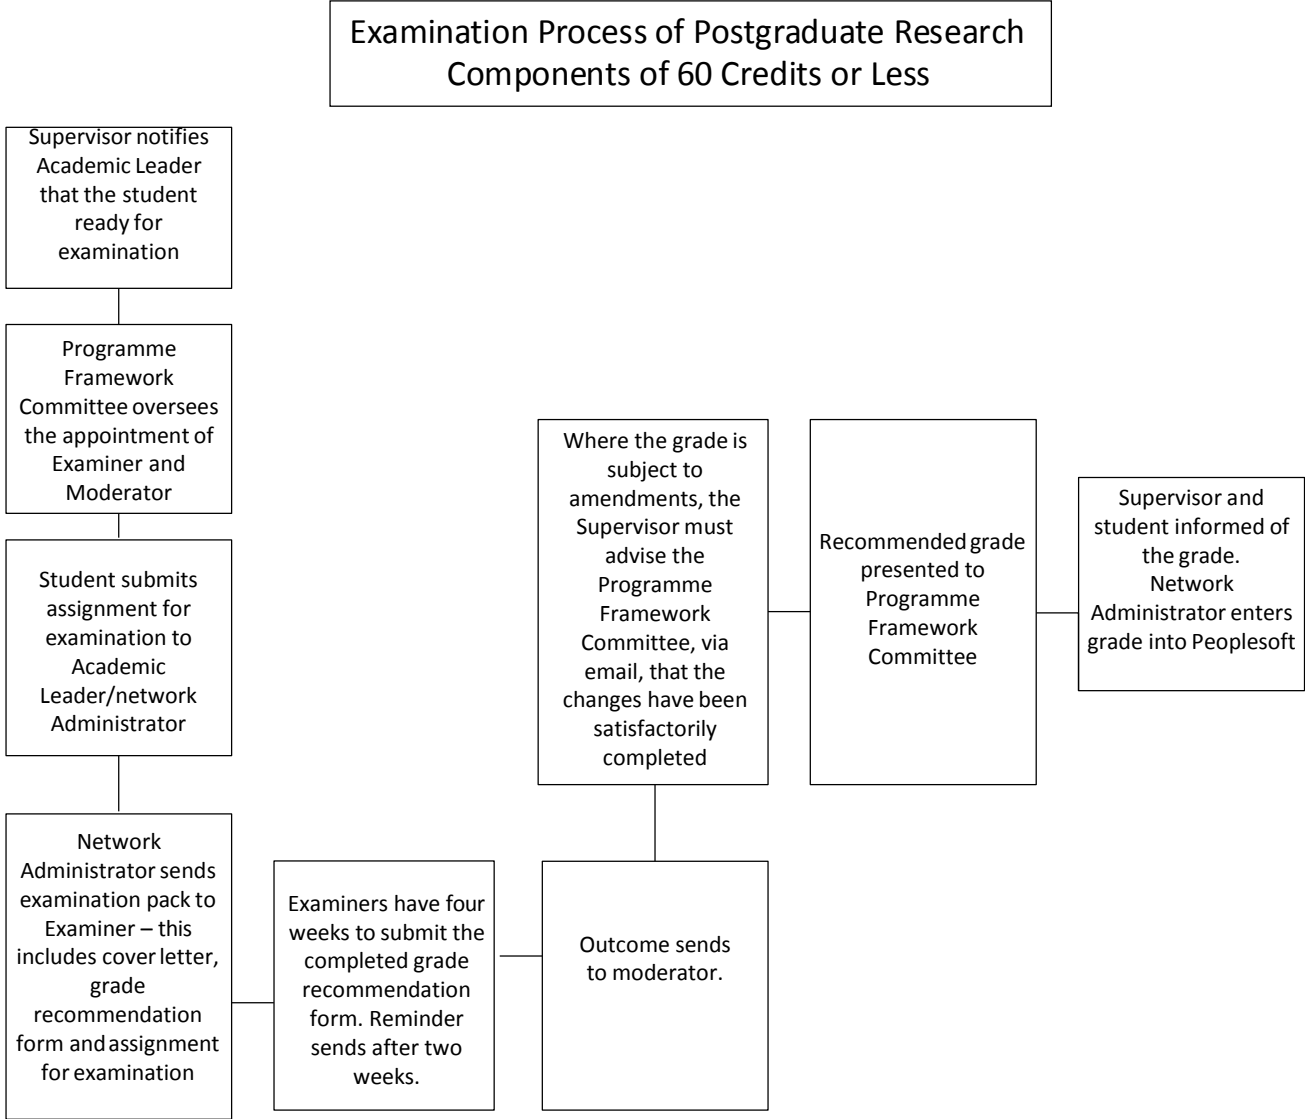 Examination Process of Postgraduate Research
Components of 60 Credits or Less
Supervisor notifies
Academic Leader
that the student
ready for
examination
Programme
Framework
Committee oversees
the appointment of
Examiner and
Moderator
Student submits
assignment for
examination to
Academic
Leader/network
Administrator
Network
Administrator sends
examination pack to
Examiner – this
includes cover letter,
grade
recommendation
form and assignment
for examination
Examiners have four
weeks to submit the
completed grade
recommendation
form. Reminder
sends after two
weeks.
Outcome sends
to moderator.
Where the grade is
subject to
amendments, the
Supervisor must
advise the
Programme
Framework
Committee, via
email, that the
changes have been
satisfactorily
completed
Recommended grade
presented to
Programme
Framework
Committee
Supervisor and
student informed of
the grade.
Network
Administrator enters
grade into Peoplesoft